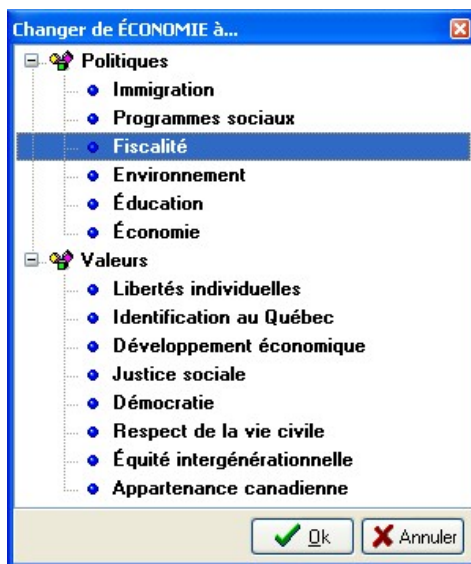 Changer de ÉCONOMIE à...
Politiques
Immigration
Programmes sociaux
Fiscalité
Environnement
Éducation
Économie
Valeurs
Libertés individuelles
Identification au Québec
Développement économique
Justice sociale
Démocratie
Respect de la vie civile
Équité intergénérationnelle
Appartenance canadienne
Ok
Annuler